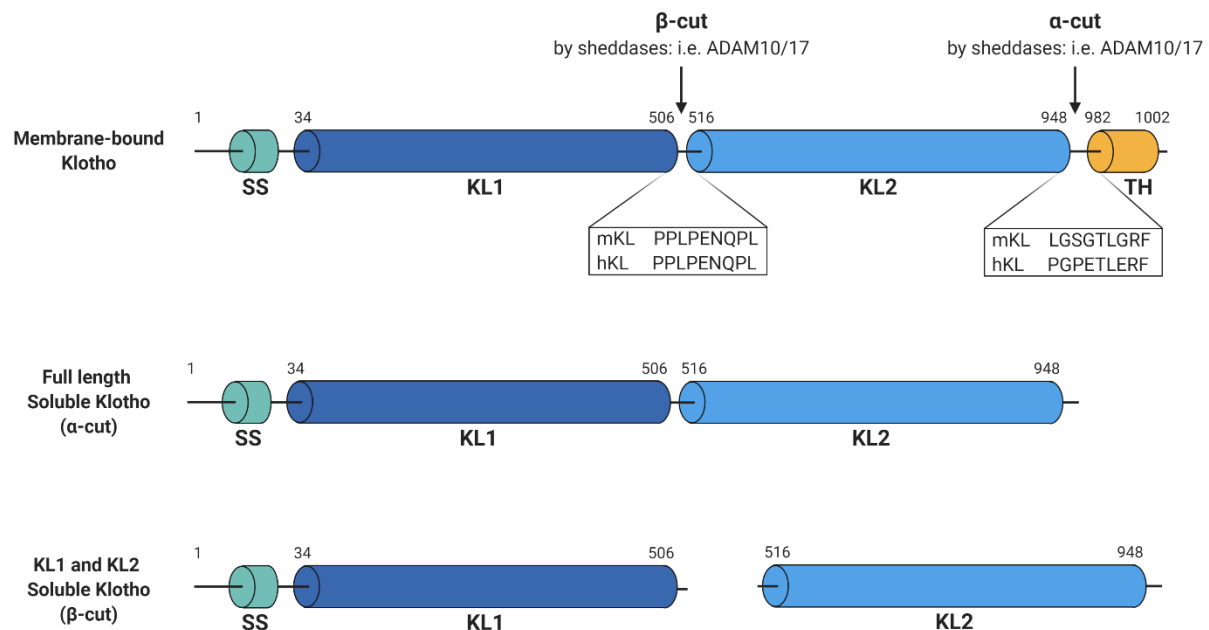 β-cut
by sheddases: i.e. ADAM10/17
α-cut
by sheddases: i.e. ADAM10/17
Membrane-bound
Klotho
1
34
506
516
948
982
1002
SS
KL1
KL2
TH
mKL PPLPENQPL
hKL PPLPENQPL
mKL LGSGTLGRF
hKL PGPETLERF
Full length
Soluble Klotho
(α-cut)
1
34
506
516
948
SS
KL1
KL2
KL1 and KL2
Soluble Klotho
(β-cut)
1
34
506
516
948
SS
KL1
KL2